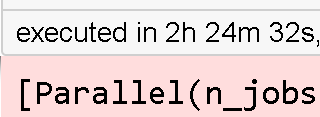 executed in 2h 24m 32s,
[Parallel(n_jobs